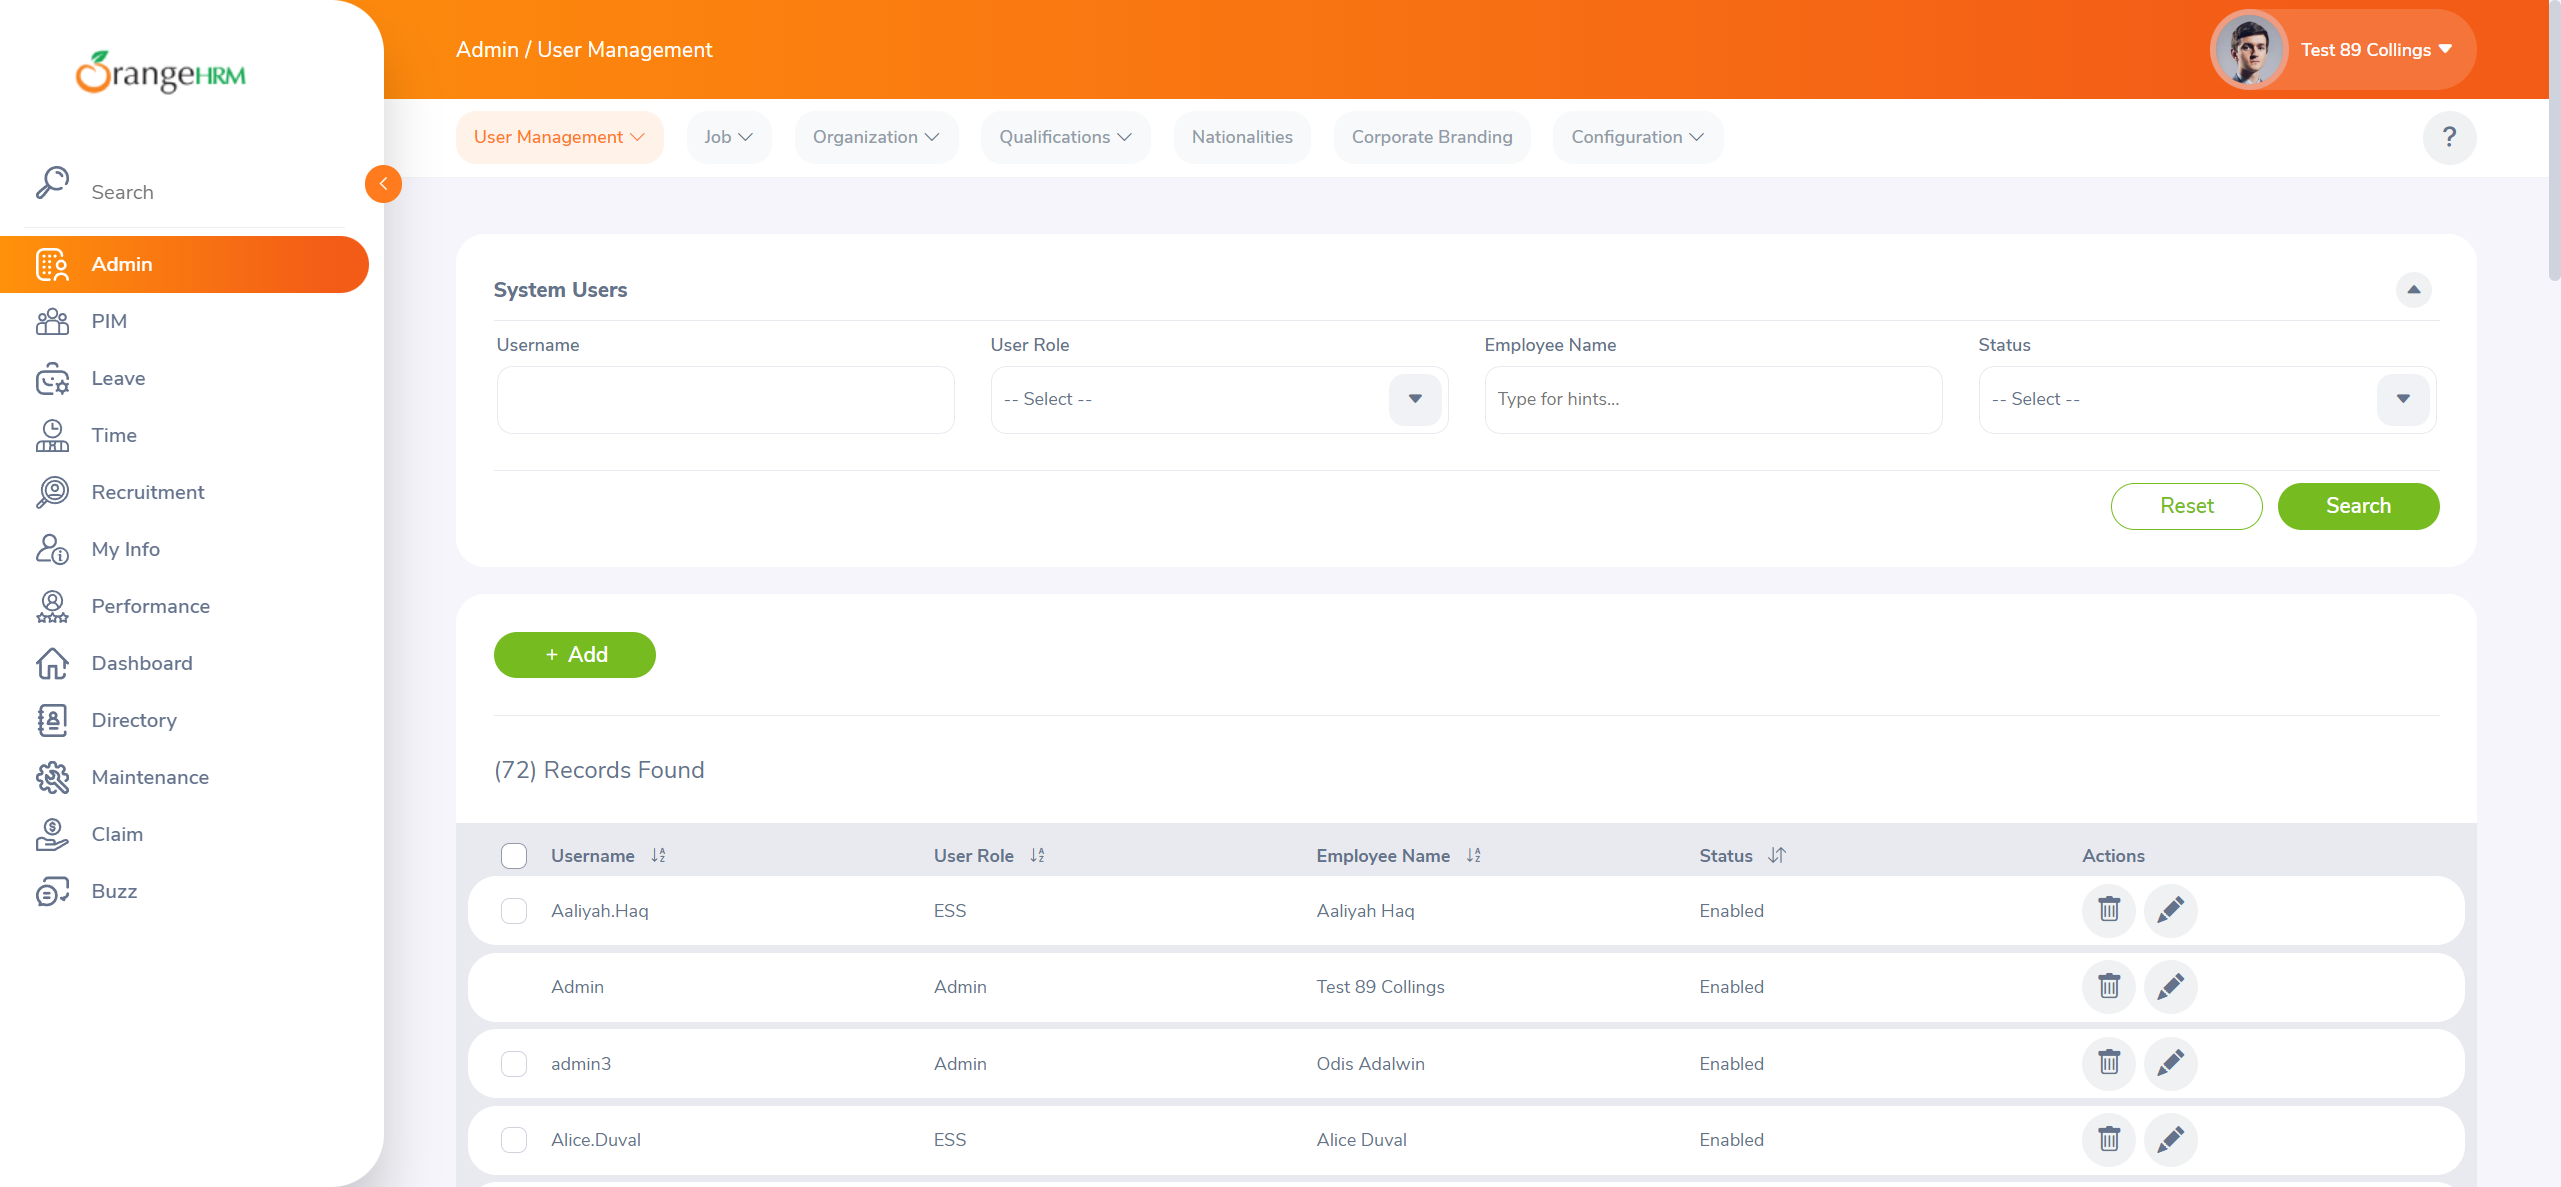 OrangeHRM
Admin / User Management
Test 89 Collings
User Management
Job
Organization
Qualifications
Nationalities
Corporate Branding
Configuration
?
Search
Admin
PIM
Leave
Time
Recruitment
My Info
Performance
Dashboard
Directory
Maintenance
Claim
Buzz
System Users
Username
User Role
Employee Name
Status
-- Select --
Type for hints...
-- Select --
Reset
Search
+ Add
(72) Records Found
Username User Role Employee Name Status Actions
Aaliyah.Haq ESS Aaliyah Haq Enabled
Admin Admin Test 89 Collings Enabled
admin3 Admin Odis Adalwin Enabled
Alice.Duval ESS Alice Duval Enabled